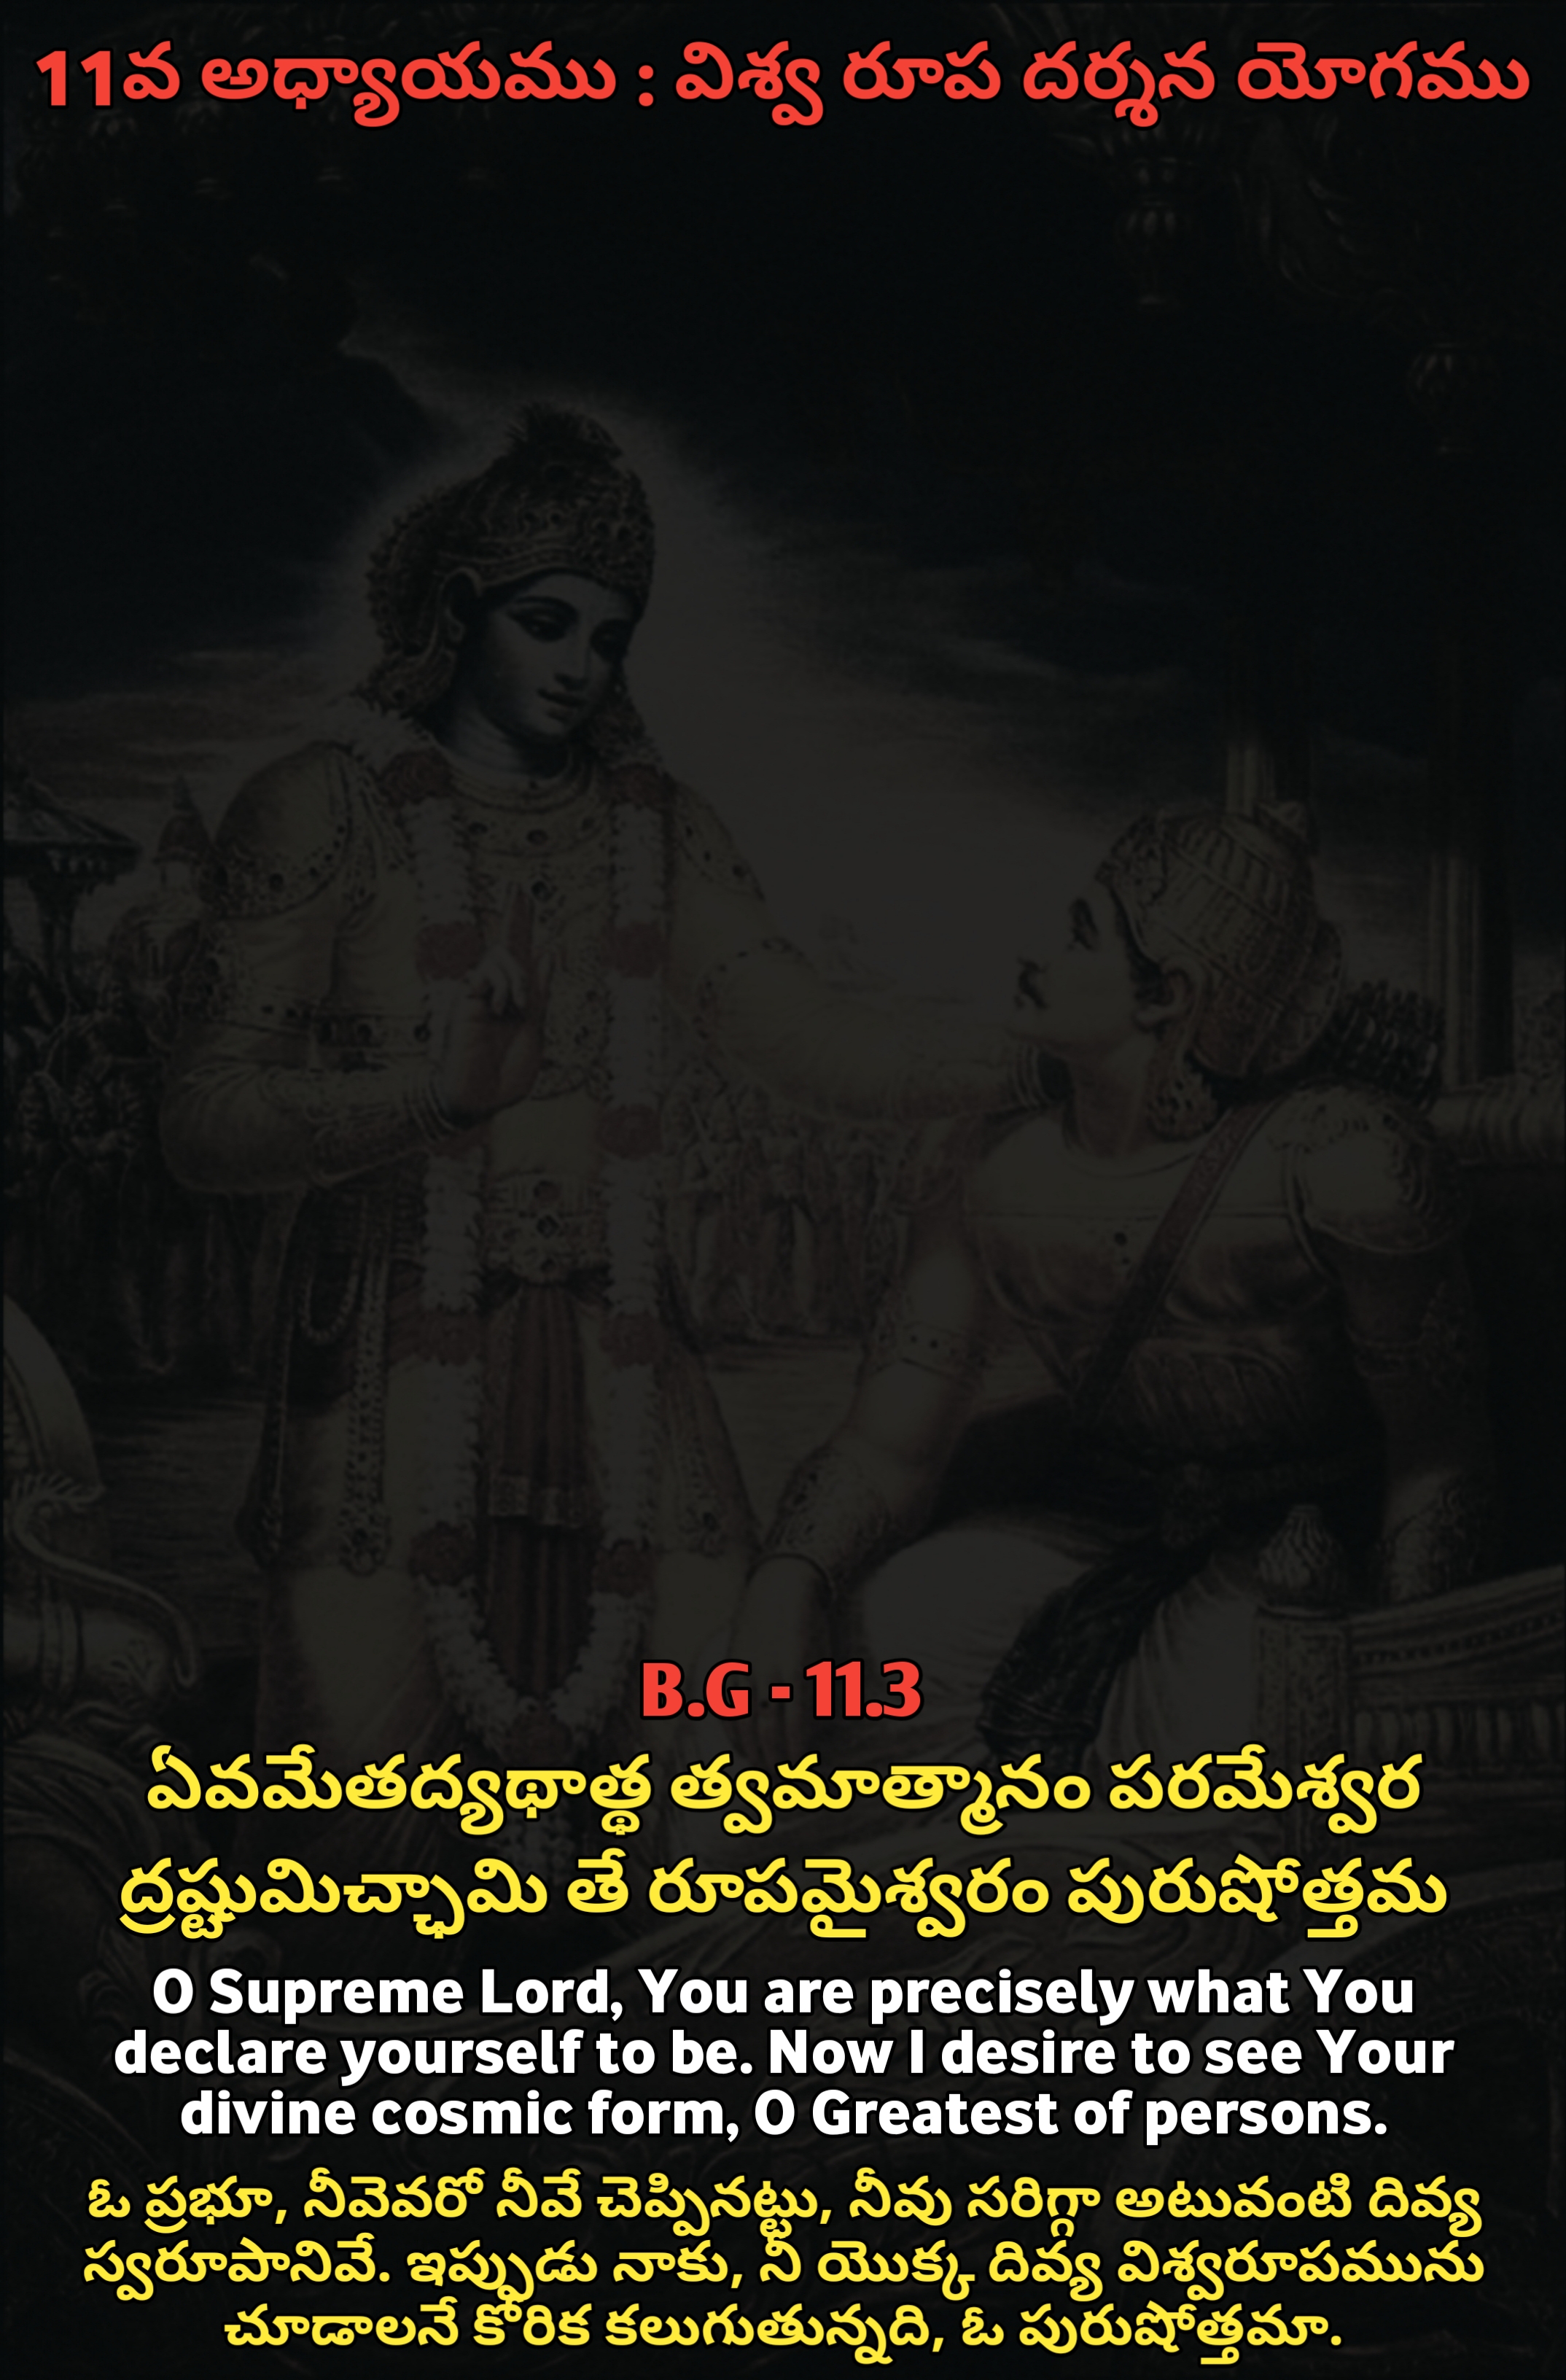 11వ అధ్యాయము : విశ్వ రూప దర్శన యోగము
B.G - 11.3
ఏవమేతద్యథాత్థ త్వమాత్మానం పరమేశ్వర
ద్రష్టుమిచ్ఛామి తే రూపమైశ్వరం పురుషోత్తమ
O Supreme Lord, You are precisely what You
declare yourself to be. Now I desire to see Your
divine cosmic form, O Greatest of persons.
ఓ ప్రభూ, నీవెవరో నీవే చెప్పినట్టు, నీవు సరిగ్గా అటువంటి దివ్య
స్వరూపానివే. ఇప్పుడు నాకు, నీ యొక్క దివ్య విశ్వరూపమును
చూడాలనే కోరిక కలుగుతున్నది, ఓ పురుషోత్తమా.